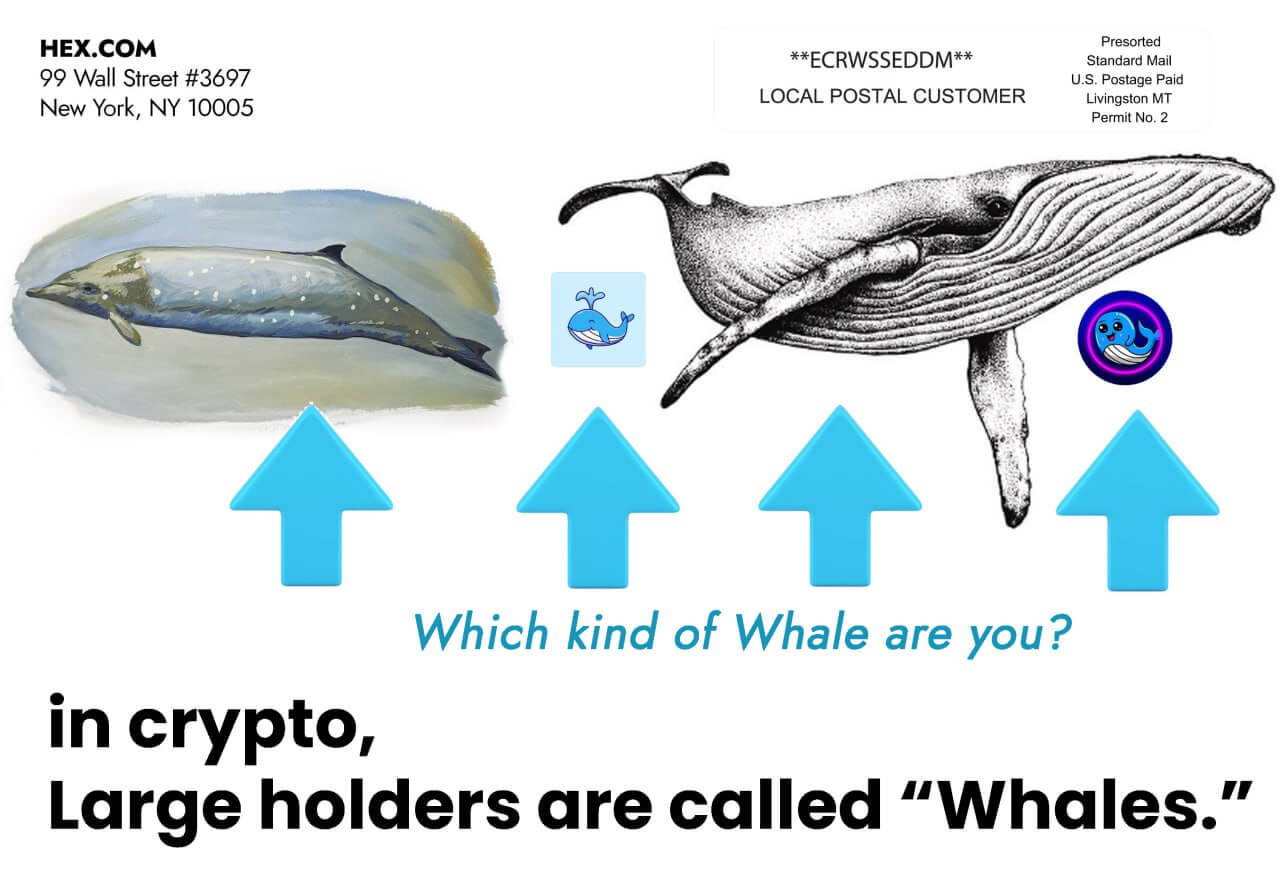 HEX.COM
99 Wall Street #3697
New York, NY 10005
**ECRWSSEDDM**
LOCAL POSTAL CUSTOMER
Presorted
Standard Mail
U.S. Postage Paid
Livingston MT
Permit No. 2
Which kind of Whale are you?
in crypto,
Large holders are called “Whales.”